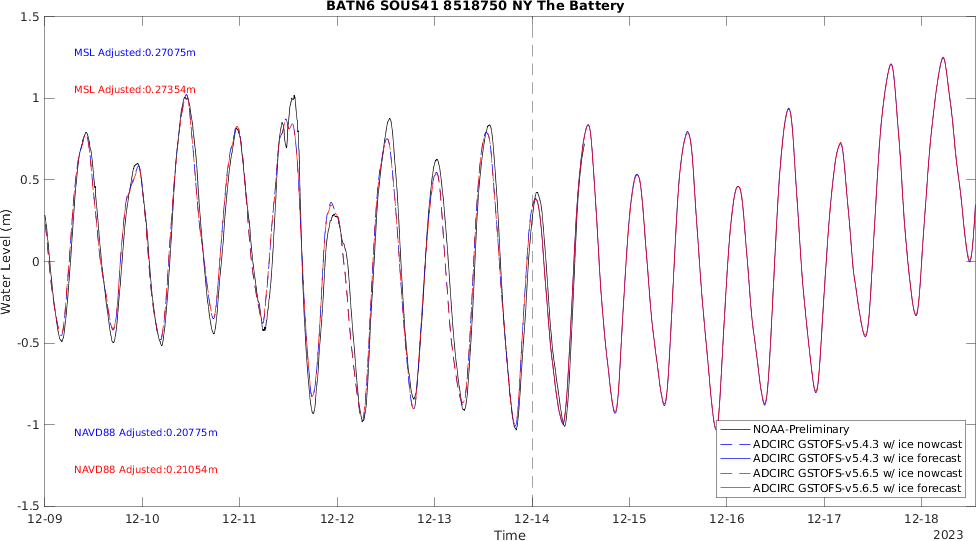 BATN6 SOUS41 8518750 NY The Battery
1.5
MSL Adjusted:0.27075m
MSL Adjusted:0.27354m
1
0.5
0
-0.5
-1
-1.5
Water Level (m)
NAVD88 Adjusted:0.20775m
NAVD88 Adjusted:0.21054m
NOAA-Preliminary
ADCIRC GSTOFS-v5.4.3 w/ ice nowcast
ADCIRC GSTOFS-v5.4.3 w/ ice forecast
ADCIRC GSTOFS-v5.6.5 w/ ice nowcast
ADCIRC GSTOFS-v5.6.5 w/ ice forecast
12-09 12-10 12-11 12-12 12-13 12-14 12-15 12-16 12-17 12-18
Time
2023